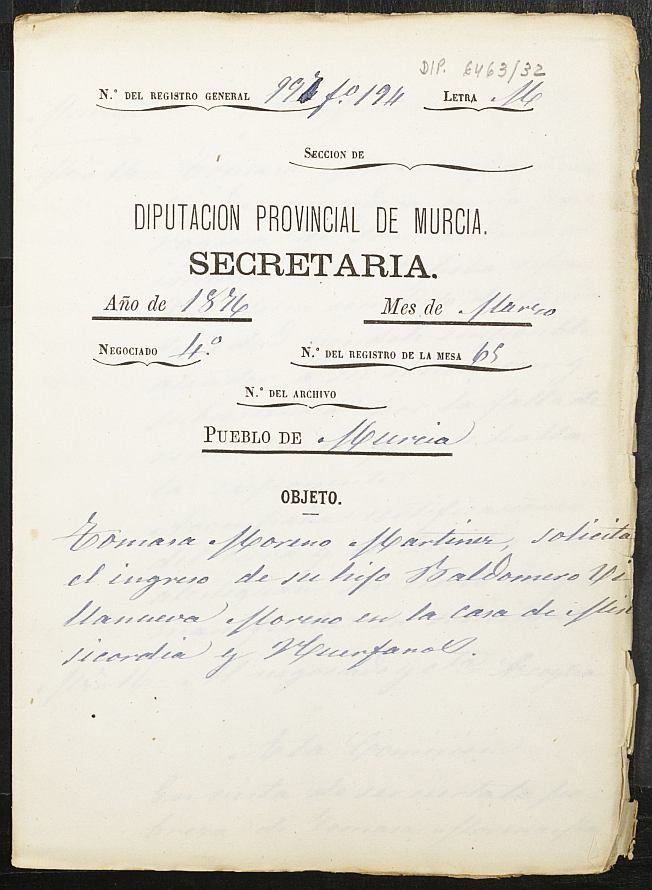 DIP. 6463/32
N.º DEL REGISTRO GENERAL fº 194 LETRA M
SECCION DE
DIPUTACION PROVINCIAL DE MURCIA.
SECRETARIA.
Año de 1876 Mes de Marzo
NEGOCIADO 4.º N.º DEL REGISTRO DE LA MESA 65
N.º DEL ARCHIVO
PUEBLO DE Murcia
OBJETO.
Tomasa Moreno Martinez, solicita
el ingreso de su hijo Baldomero Vi
llanueva Moreno en la casa de Mise
sicordia y Huerfanos.